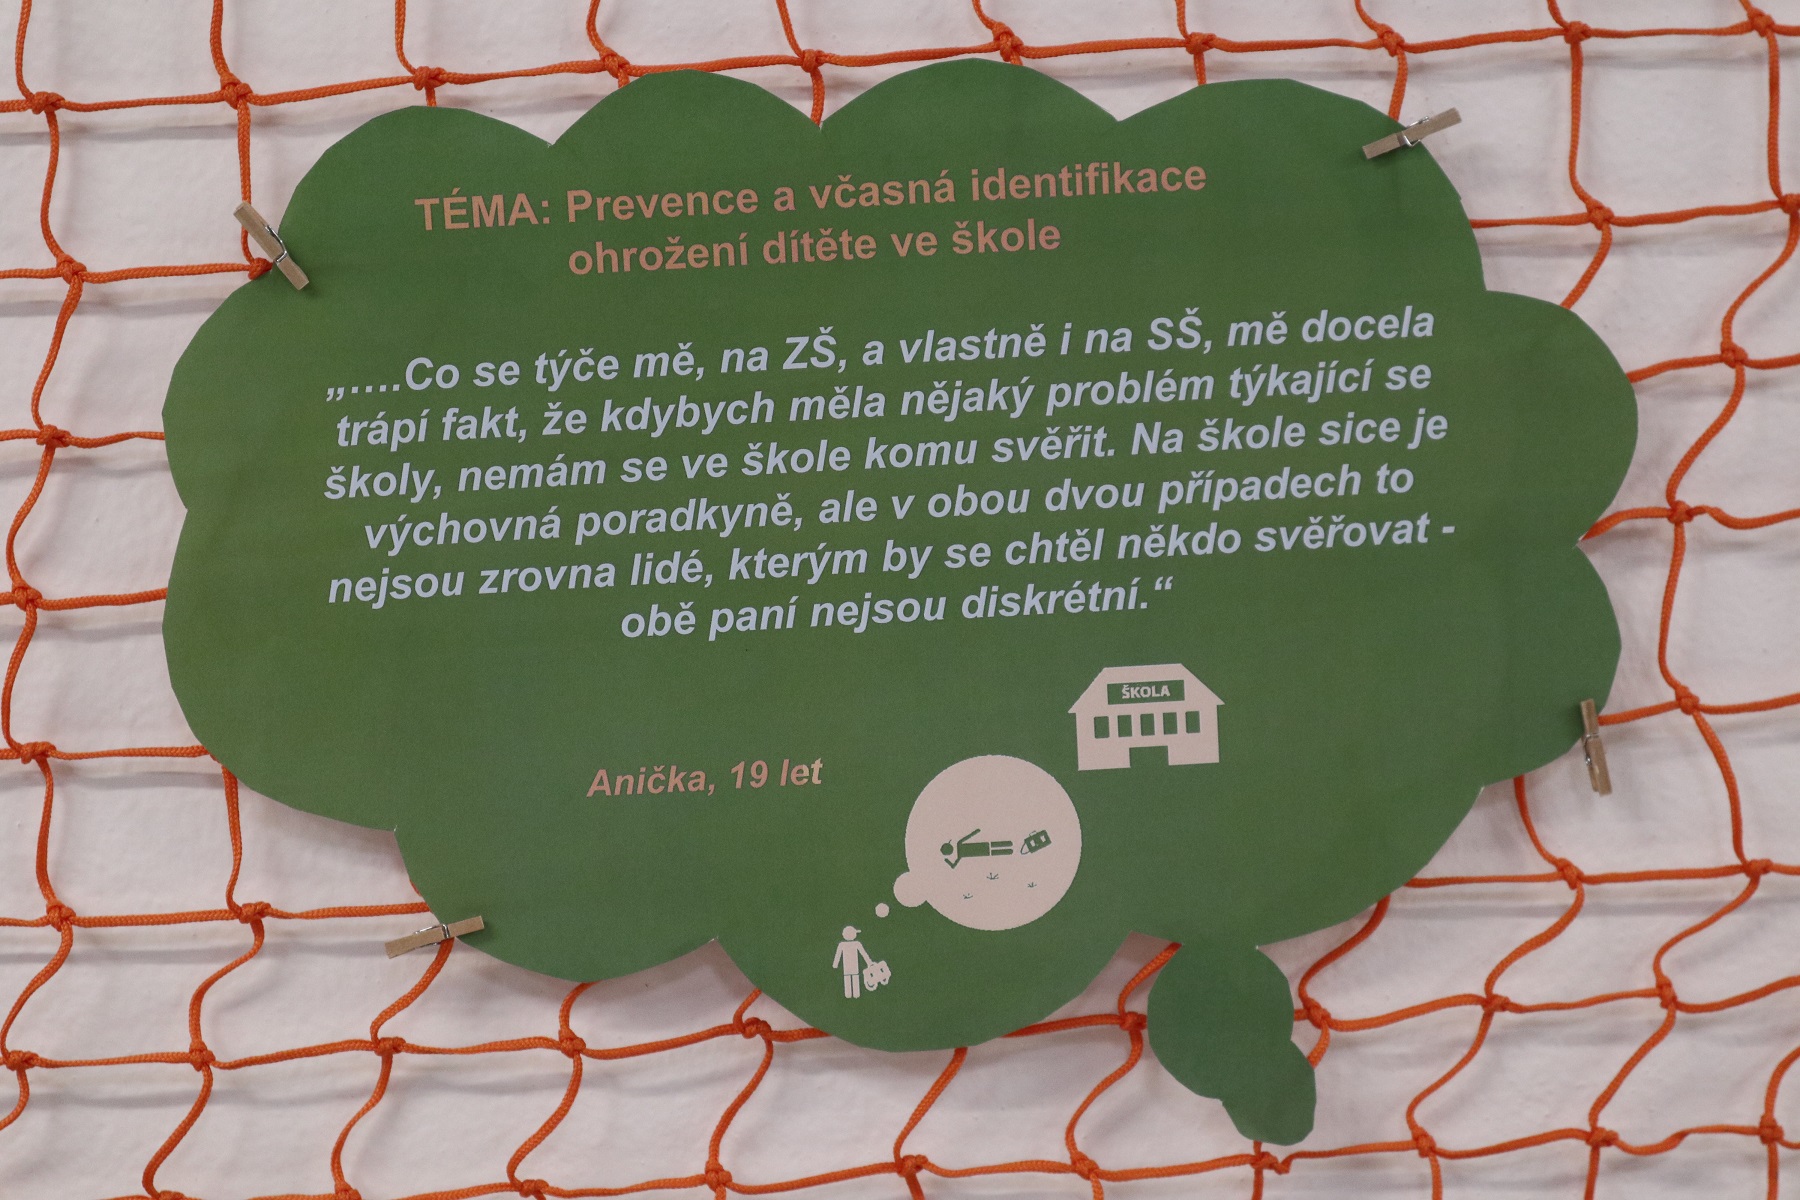 TÉMA: Prevence a včasná identifikace
ohrožení dítěte ve škole
„....Co se týče mě, na ZŠ, a vlastně i na SŠ, mě docela
trápí fakt, že kdybych měla nějaký problém týkající se
školy, nemám se ve škole komu svěřit. Na škole sice je
výchovná poradkyně, ale v obou dvou případech to
nejsou zrovna lidé, kterým by se chtěl někdo svěřovat -
obě paní nejsou diskrétní.“
ŠKOLA
Anička, 19 let